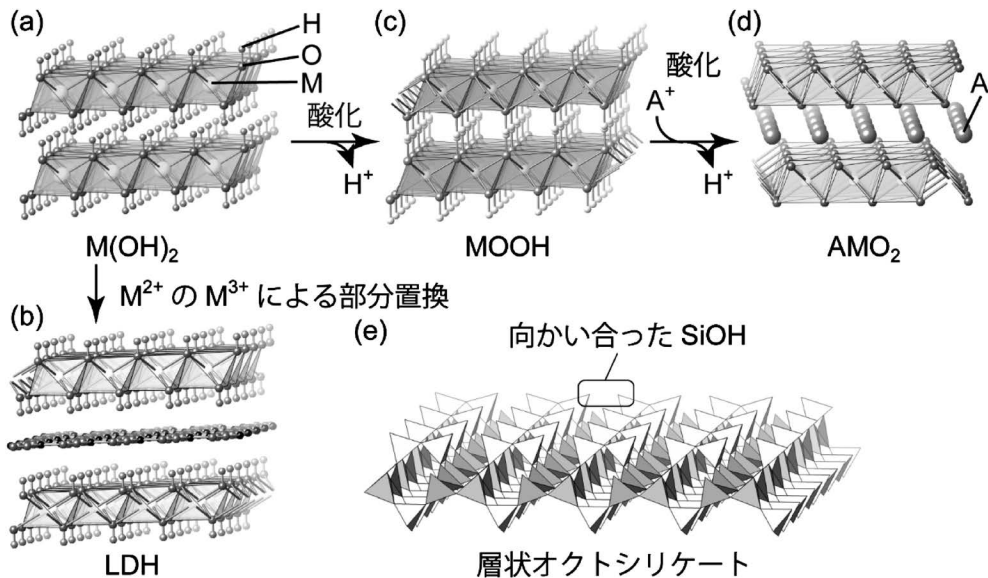 (a)
H
O
M
酸化
H⁺
M(OH)₂
(c)
酸化
A⁺
H⁺
MOOH
(d)
A
AMO₂
M²⁺ の M³⁺ による部分置換
(b)
LDH
(e)
向かい合った SiOH
層状オクトシリケート